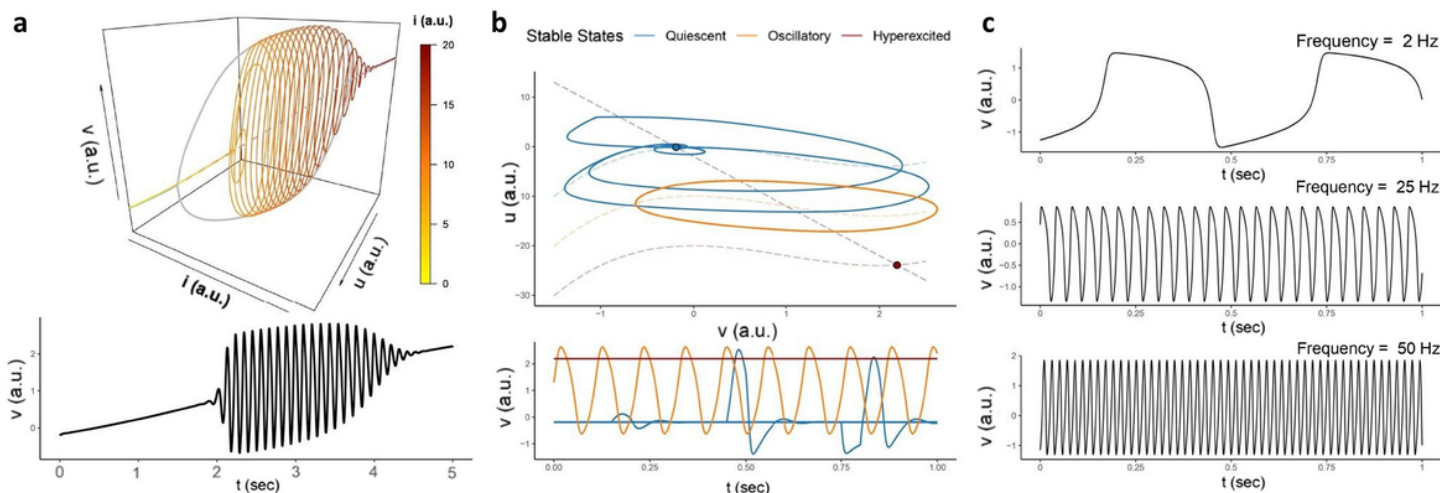 a
i (a.u.)
20
15
10
5
0
v (a.u.)
i (a.u.)
u (a.u.)
v (a.u.)
2
1
0
0 1 2 3 4 5
t (sec)
b
Stable States Quiescent Oscillatory Hyperexcited
u (a.u.)
10
0
−10
−20
−30
−1 0 1 2
v (a.u.)
v (a.u.)
2
1
0
−1
0.00 0.25 0.50 0.75 1.00
t (sec)
c
Frequency = 2 Hz
v (a.u.)
1
0
−1
0 0.25 0.5 0.75 1
t (sec)
Frequency = 25 Hz
v (a.u.)
0.5
0.0
−0.5
−1.0
0 0.25 0.5 0.75 1
t (sec)
Frequency = 50 Hz
v (a.u.)
2
1
0
−1
0 0.25 0.5 0.75 1
t (sec)